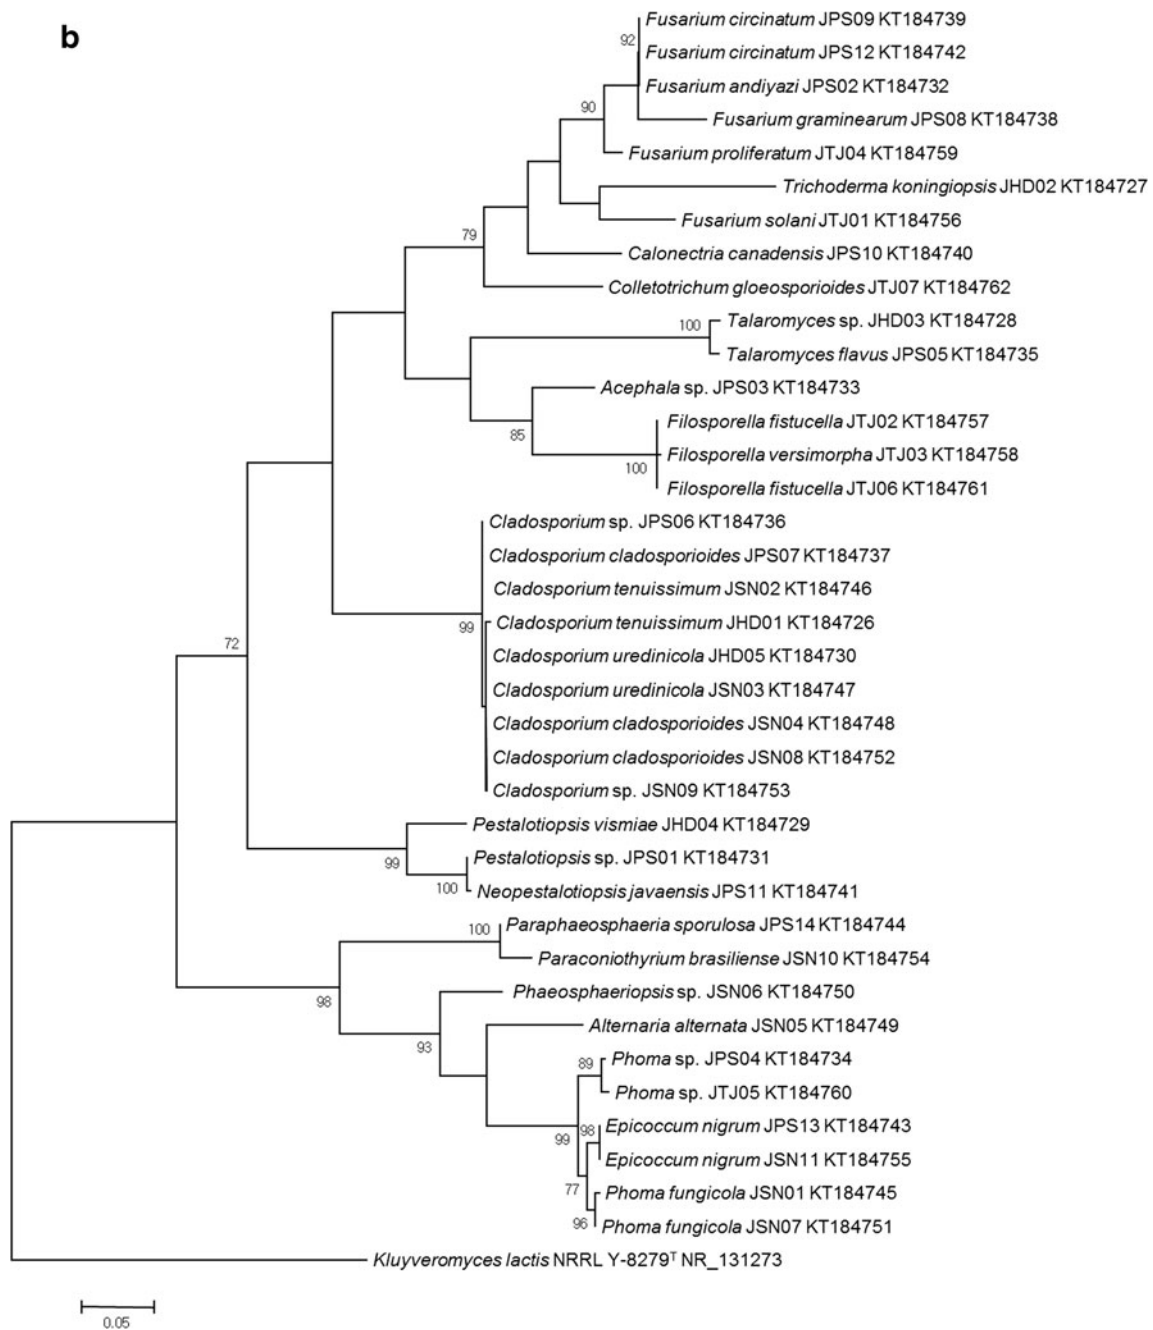 b
Fusarium circinatum JPS09 KT184739
92
Fusarium circinatum JPS12 KT184742
Fusarium andiyazi JPS02 KT184732
90
Fusarium graminearum JPS08 KT184738
Fusarium proliferatum JTJ04 KT184759
Trichoderma koningiopsis JHD02 KT184727
Fusarium solani JTJ01 KT184756
79
Calonectria canadensis JPS10 KT184740
Colletotrichum gloeosporioides JTJ07 KT184762
Talaromyces sp. JHD03 KT184728
100
Talaromyces flavus JPS05 KT184735
Acephala sp. JPS03 KT184733
Filosporella fistucella JTJ02 KT184757
85
Filosporella versimorpha JTJ03 KT184758
100
Filosporella fistucella JTJ06 KT184761
Cladosporium sp. JPS06 KT184736
Cladosporium cladosporioides JPS07 KT184737
Cladosporium tenuissimum JSN02 KT184746
Cladosporium tenuissimum JHD01 KT184726
99
72
Cladosporium uredinicola JHD05 KT184730
Cladosporium uredinicola JSN03 KT184747
Cladosporium cladosporioides JSN04 KT184748
Cladosporium cladosporioides JSN08 KT184752
Cladosporium sp. JSN09 KT184753
Pestalotiopsis vismiae JHD04 KT184729
99
Pestalotiopsis sp. JPS01 KT184731
100
Neopestalotiopsis javaensis JPS11 KT184741
Paraphaeosphaeria sporulosa JPS14 KT184744
100
Paraconiothyrium brasiliense JSN10 KT184754
98
Phaeosphaeriopsis sp. JSN06 KT184750
Alternaria alternata JSN05 KT184749
93
Phoma sp. JPS04 KT184734
89
Phoma sp. JTJ05 KT184760
Epicoccum nigrum JPS13 KT184743
98
99
Epicoccum nigrum JSN11 KT184755
77
Phoma fungicola JSN01 KT184745
96
Phoma fungicola JSN07 KT184751
Kluyveromyces lactis NRRL Y-8279ᵀ NR_131273
0.05